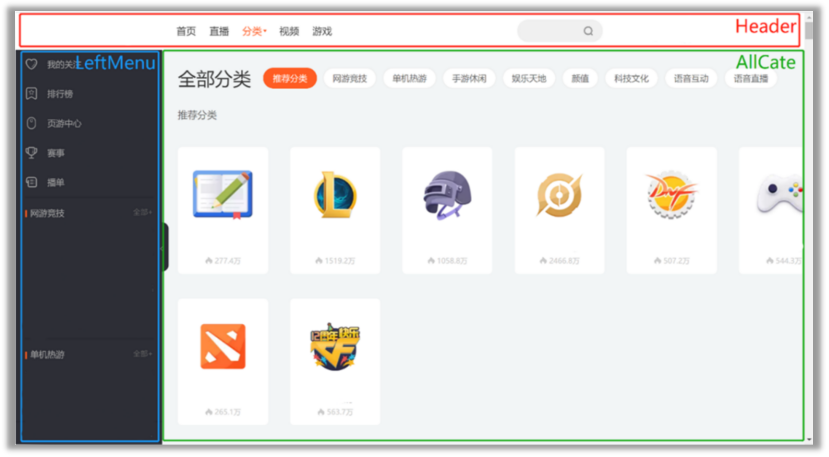 首页 直播 分类 视频 游戏
Header
我的关注
LeftMenu
排行榜
页游中心
赛事
播单
网游竞技 全部
单机热游 全部
AllCate
全部分类 推荐分类 网游竞技 单机热游 手游休闲 娱乐天地 颜值 科技文化 语音互动 语音直播
推荐分类
277.4万 1519.2万 1058.8万 2466.8万 507.2万 544.3万
265.1万 563.7万